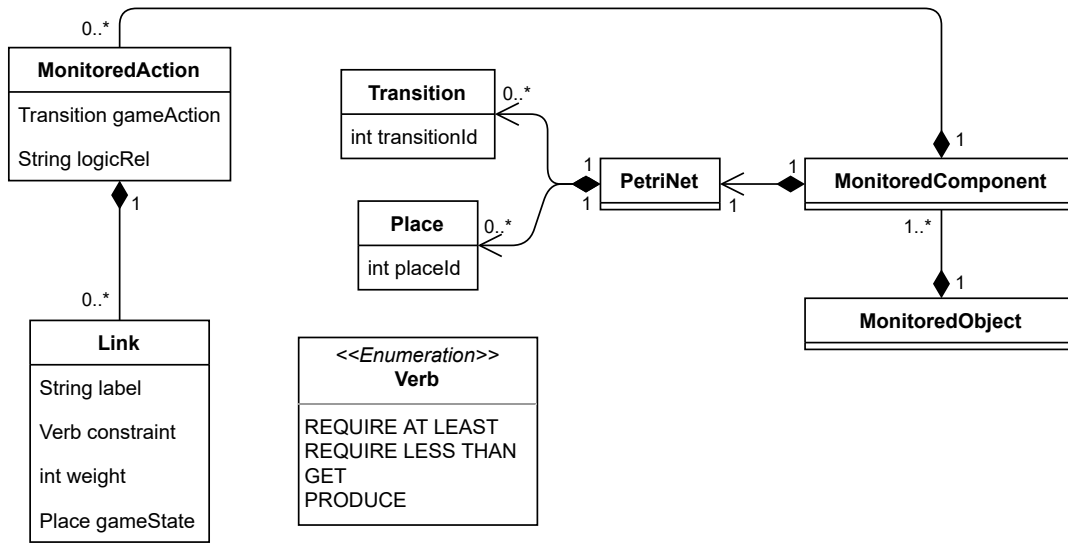 0..*
MonitoredAction
Transition gameAction
String logicRel
1
0..*
Link
String label
Verb constraint
int weight
Place gameState
Transition
int transitionId
0..*
Place
int placeId
0..*
1
1
PetriNet
1
1
1
MonitoredComponent
1..*
1
MonitoredObject
<<Enumeration>>
Verb
REQUIRE AT LEAST
REQUIRE LESS THAN
GET
PRODUCE